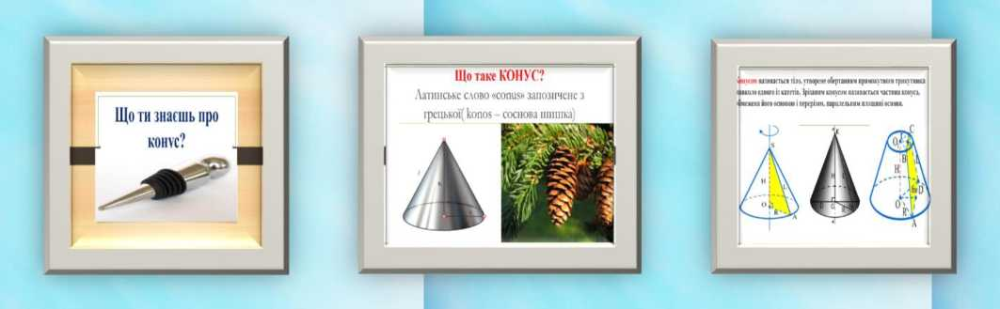 Що ти знаєш про
конус?
Що таке КОНУС?
Латинське слово «conus» запозичене з
грецької( konos – соснова шишка)
Конусом називається тіло, утворене обертанням прямокутного трикутника
навколо одного із катетів. Зрізаним конусом називається частина конуса,
обмежена його основою і перерізом, паралельним площині основи.
S
H
L
O
R
A
K
H
L
O
C
O
B
H
L
D
O
R
A